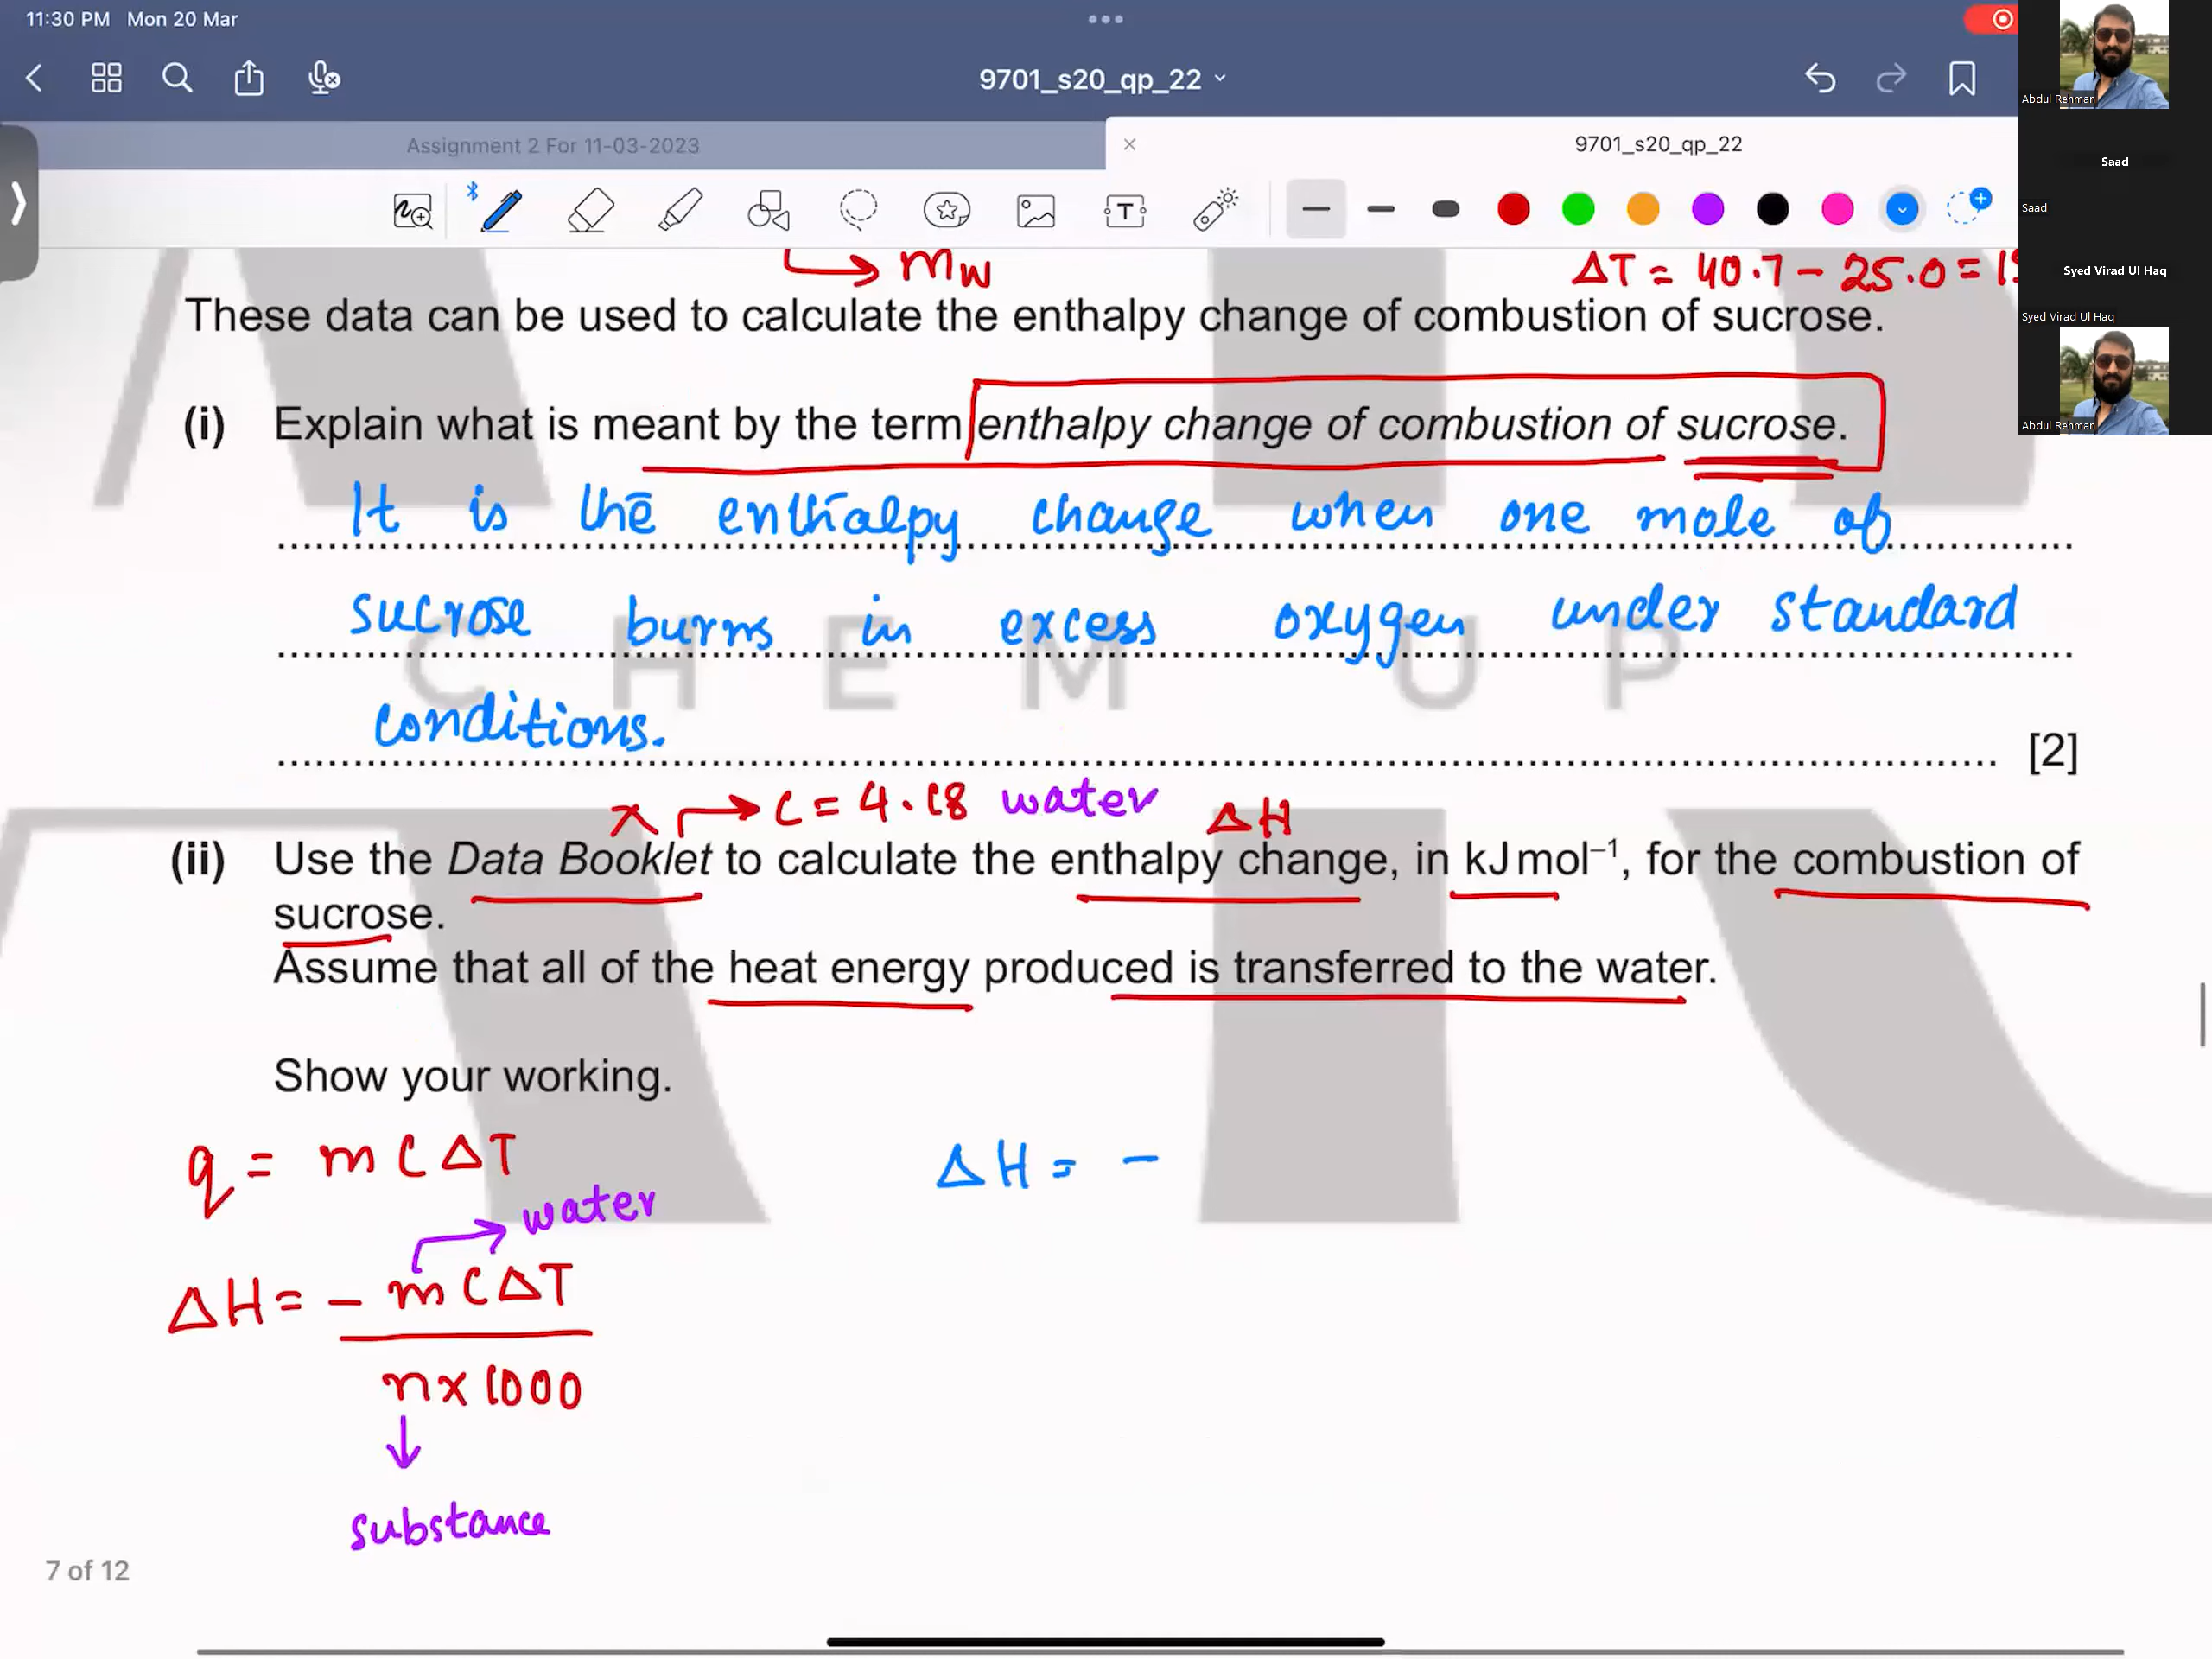 11:30 PM Mon 20 Mar
9701_s20_qp_22
Assignment 2 For 11-03-2023
9701_s20_qp_22
T
Abdul Rehman
Saad
Saad
Syed Virad Ul Haq
Syed Virad Ul Haq
Abdul Rehman
mw
ΔT = 40.7 - 25.0 =
These data can be used to calculate the enthalpy change of combustion of sucrose.
(i) Explain what is meant by the term enthalpy change of combustion of sucrose.
It is the enthalpy change when one mole of
sucrose burns in excess oxygen under standard
conditions.
[2]
CHEM UP
C = 4.18 water ΔH
(ii) Use the Data Booklet to calculate the enthalpy change, in kJ mol⁻¹, for the combustion of
sucrose.
Assume that all of the heat energy produced is transferred to the water.
Show your working.
q = mCΔT
ΔH = -
water
ΔH = - mCΔT
n x 1000
substance
7 of 12